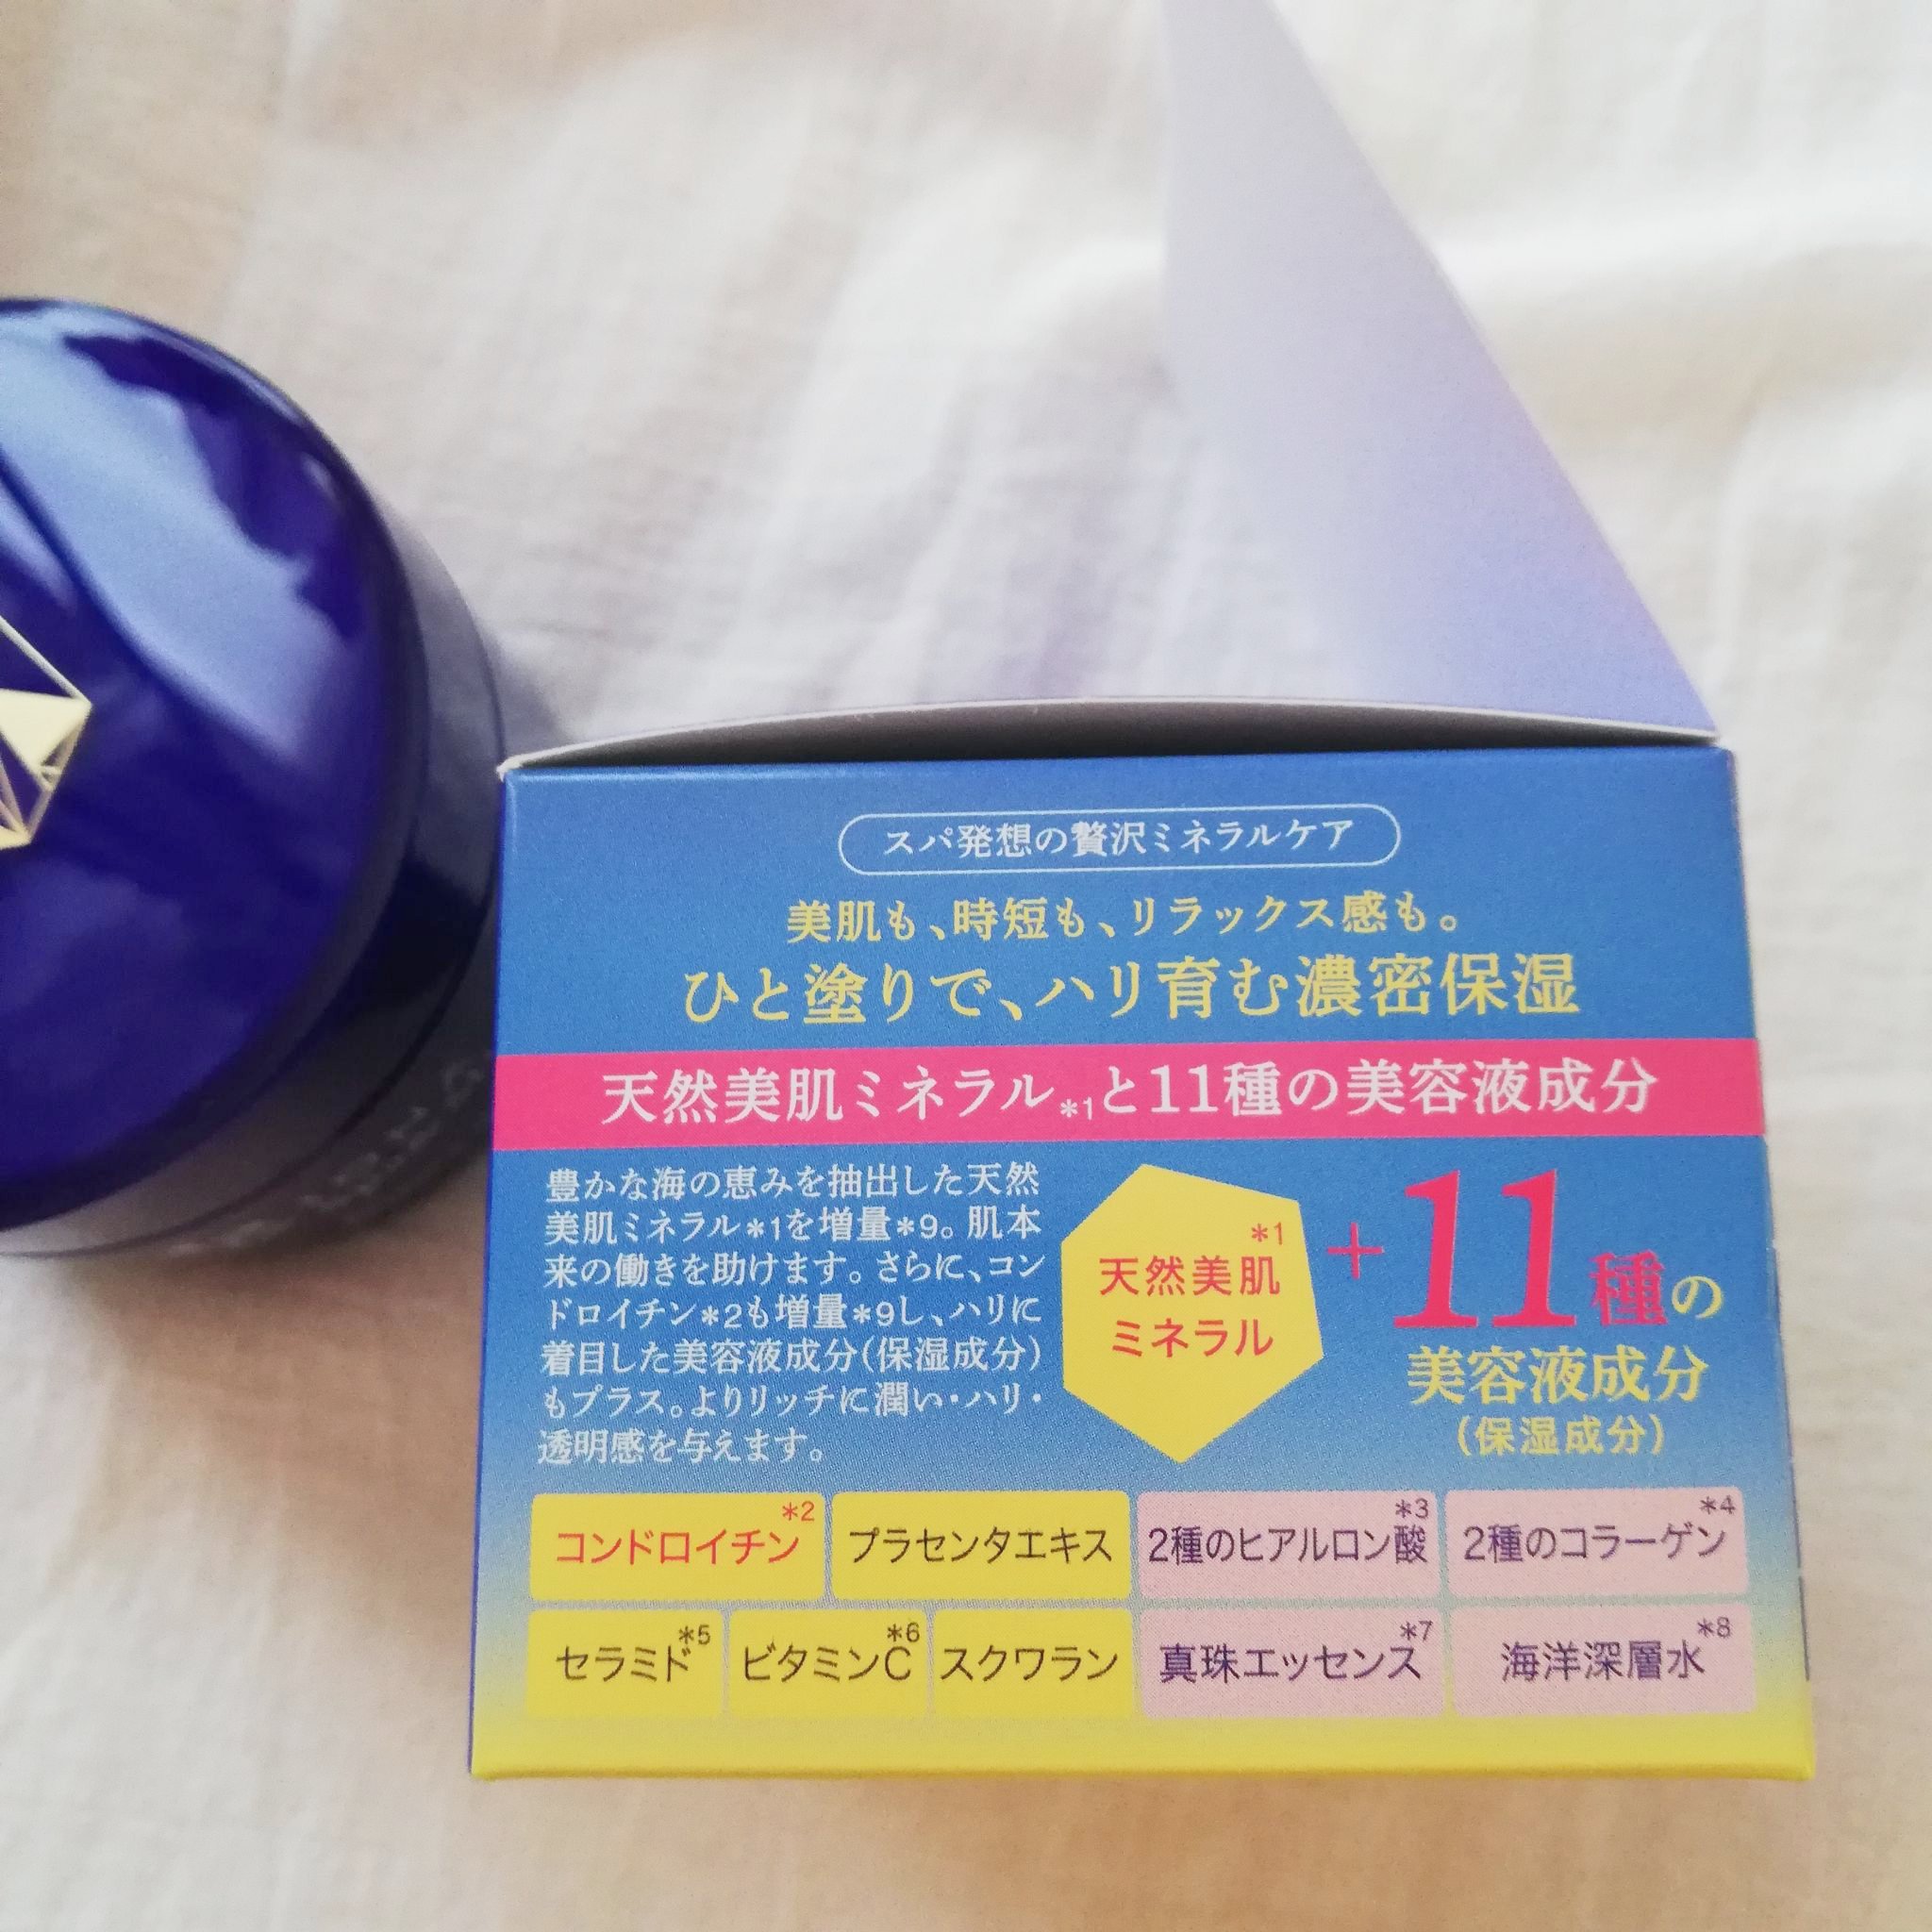 スパ発想の贅沢ミネラルケア
美肌も、時短も、リラックス感も。
ひと塗りで、ハリ育む濃密保湿
天然美肌ミネラル*1と11種の美容液成分
豊かな海の恵みを抽出した天然
美肌ミネラル*1を増量*9。肌本
来の働きを助けます。さらに、コン
ドロイチン*2も増量*9し、ハリに
着目した美容液成分(保湿成分)
もプラス。よりリッチに潤い・ハリ・
透明感を与えます。
*1
天然美肌
ミネラル
+11種の
美容液成分
(保湿成分)
コンドロイチン*2
プラセンタエキス
2種のヒアルロン酸*3
2種のコラーゲン*4
セラミド*5
ビタミンC*6
スクワラン
真珠エッセンス*7
海洋深層水*8